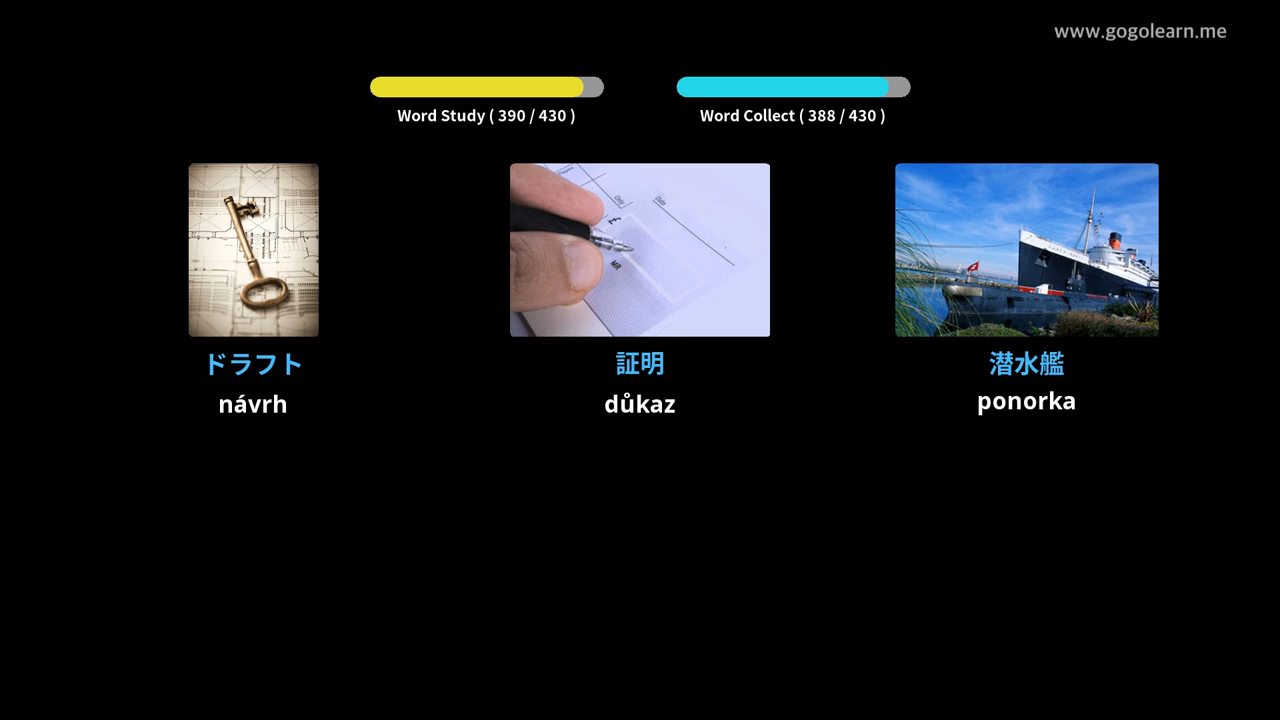 www.gogolearn.me
Word Study ( 390 / 430 )
Word Collect ( 388 / 430 )
ドラフト
証明
潜水艦
návrh
důkaz
ponorka